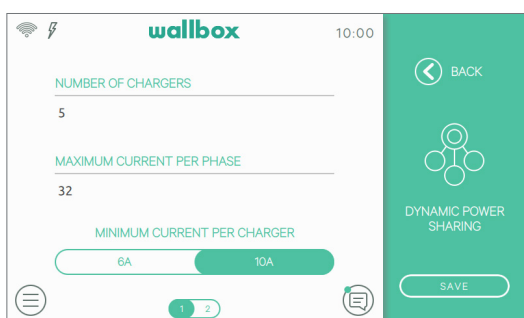 wallbox
10:00
NUMBER OF CHARGERS
5
MAXIMUM CURRENT PER PHASE
32
MINIMUM CURRENT PER CHARGER
6A
10A
1 2
BACK
DYNAMIC POWER
SHARING
SAVE